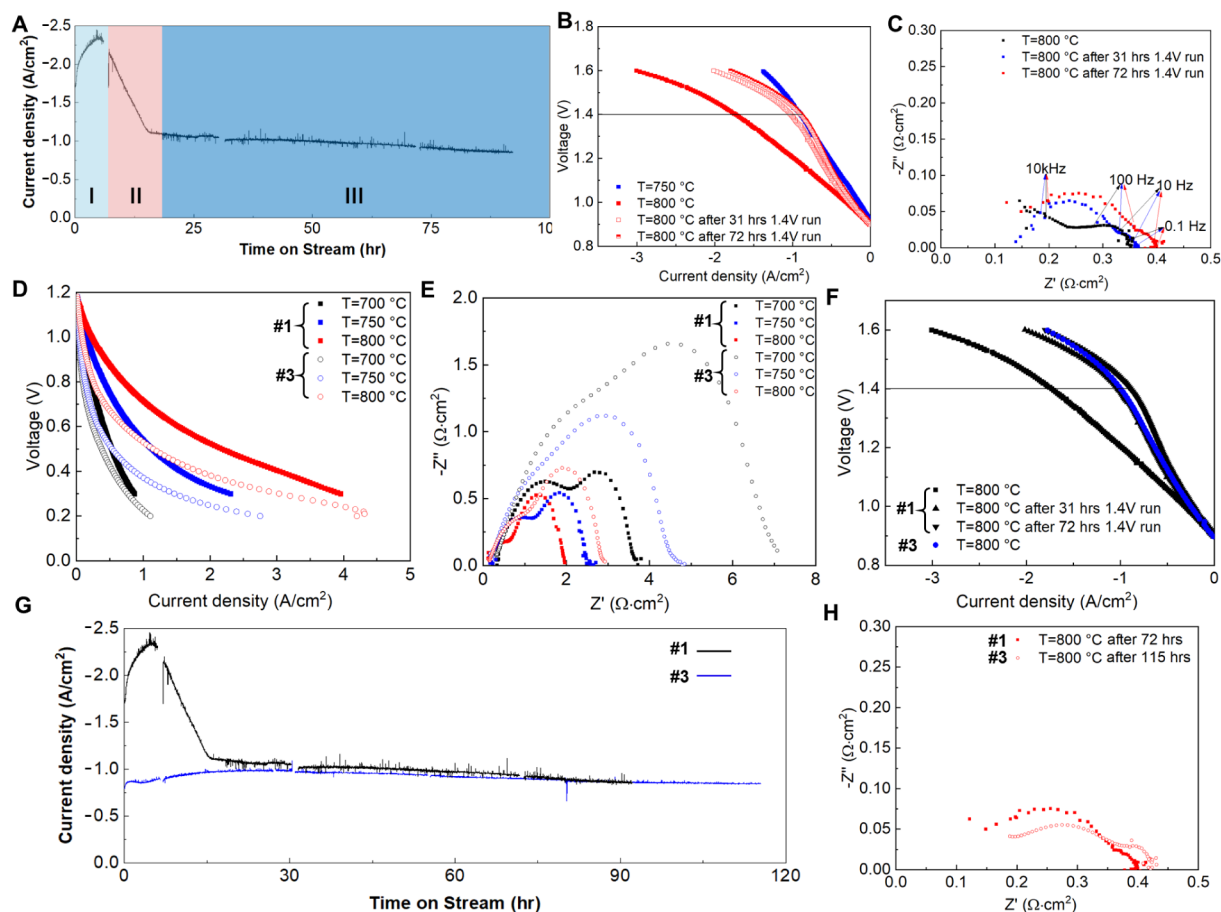 A
−2.5
−2.0
−1.5
−1.0
−0.5
0.0
Current density (A/cm²)
I
II
III
0
25
50
75
100
Time on Stream (hr)
B
1.8
1.6
1.4
1.2
1.0
0.8
Voltage (V)
T=750 °C
T=800 °C
T=800 °C after 31 hrs 1.4V run
T=800 °C after 72 hrs 1.4V run
-3
-2
-1
0
Current density (A/cm²)
C
0.30
0.25
0.20
0.15
0.10
0.05
0.00
-Z'' (Ω·cm²)
T=800 °C
T=800 °C after 31 hrs 1.4V run
T=800 °C after 72 hrs 1.4V run
10kHz
100 Hz
10 Hz
0.1 Hz
0.0
0.1
0.2
0.3
0.4
0.5
Z' (Ω·cm²)
D
1.2
1.0
0.8
0.6
0.4
0.2
0.0
Voltage (V)
#1
T=700 °C
T=750 °C
T=800 °C
#3
T=700 °C
T=750 °C
T=800 °C
0
1
2
3
4
5
Current density (A/cm²)
E
2.0
1.5
1.0
0.5
0.0
-Z'' (Ω·cm²)
#1
T=700 °C
T=750 °C
T=800 °C
#3
T=700 °C
T=750 °C
T=800 °C
0
2
4
6
8
Z' (Ω·cm²)
F
1.6
1.4
1.2
1.0
0.8
Voltage (V)
#1
T=800 °C
T=800 °C after 31 hrs 1.4V run
T=800 °C after 72 hrs 1.4V run
#3
T=800 °C
-3
-2
-1
0
Current density (A/cm²)
G
−2.5
−2.0
−1.5
−1.0
−0.5
0.0
Current density (A/cm²)
#1
#3
0
30
60
90
120
Time on Stream (hr)
H
0.30
0.25
0.20
0.15
0.10
0.05
0.00
-Z'' (Ω·cm²)
#1 T=800 °C after 72 hrs
#3 T=800 °C after 115 hrs
0.0
0.1
0.2
0.3
0.4
0.5
Z' (Ω·cm²)